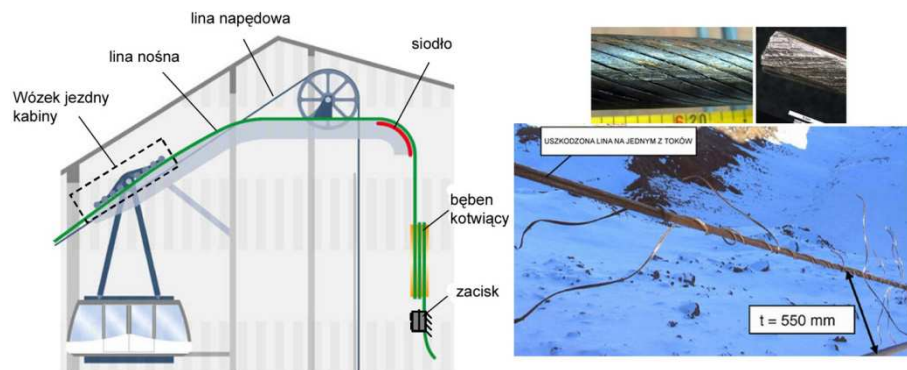 lina napędowa
lina nośna
siodło
Wózek jezdny
kabiny
bęben
kotwiący
zacisk
USZKODZONA LINA NA JEDNYM Z TOKÓW
t = 550 mm